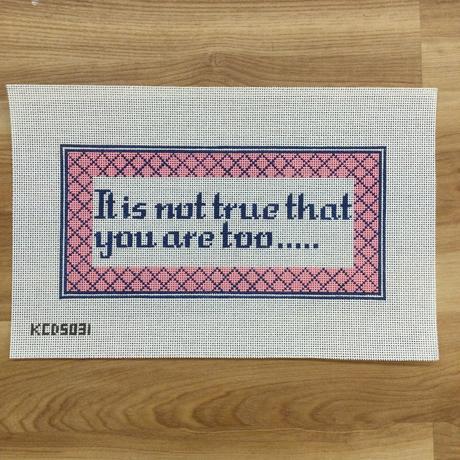 It is not true that
you are too.....
KCDS031